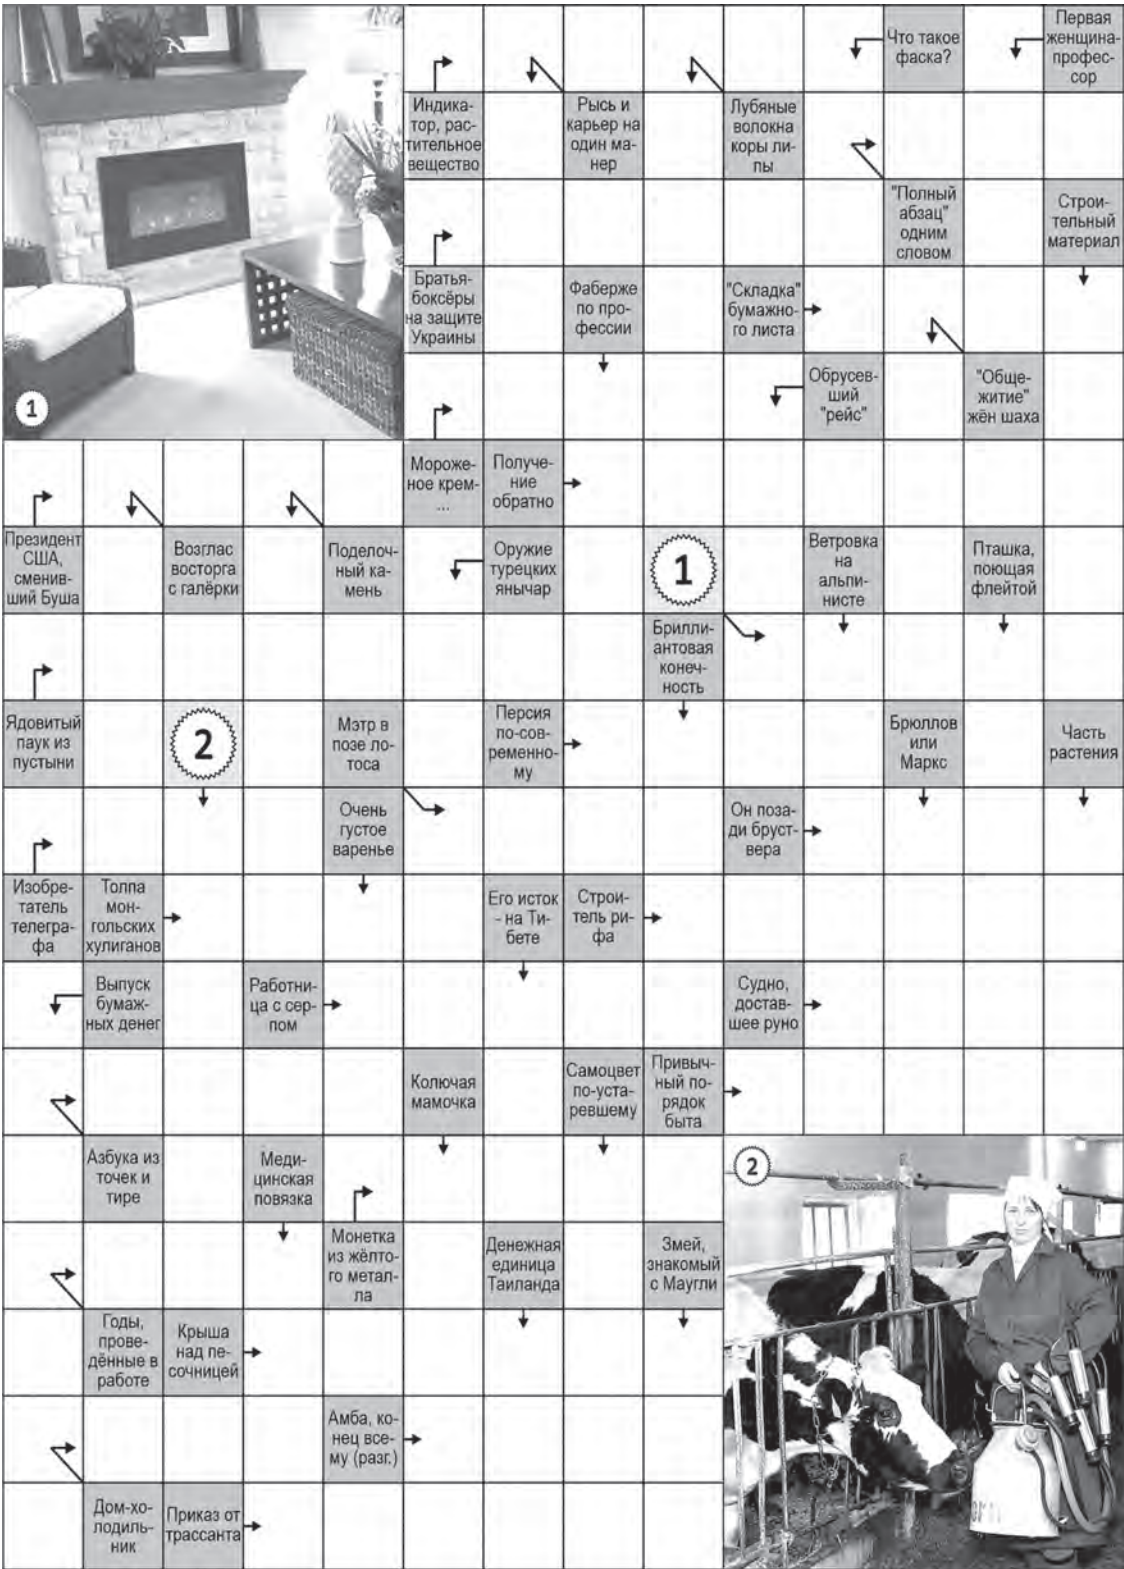 Что такое
фаска?
Первая
женщина-
профес-
сор
Индика-
тор, рас-
тительное
вещество
Рысь и
карьер на
один ма-
нер
Лубяные
волокна
коры ли-
пы
"Полный
абзац"
одним
словом
Строи-
тельный
материал
Братья-
боксёры
на защите
Украины
Фаберже
по про-
фессии
"Складка"
бумажно-
го листа
1
Обрусев-
ший
"рейс"
"Обще-
житие"
жён шаха
Мороже-
ное крем-
...
Получе-
ние
обратно
Президент
США,
сменив-
ший Буша
Возглас
восторга
с галёрки
Поделоч-
ный ка-
мень
Оружие
турецких
янычар
1
Ветровка
на
альпи-
нисте
Пташка,
поющая
флейтой
Брилли-
антовая
конеч-
ность
Ядовитый
паук из
пустыни
2
Мэтр в
позе ло-
тоса
Персия
по-сов-
ременно-
му
Брюллов
или
Маркс
Часть
растения
Очень
густое
варенье
Он поза-
ди бруст-
вера
Изобре-
татель
телегра-
фа
Толпа
мон-
гольских
хулиганов
Его исток
- на Ти-
бете
Строи-
тель ри-
фа
Выпуск
бумаж-
ных денег
Работни-
ца с сер-
пом
Судно,
достав-
шее руно
Колючая
мамочка
Самоцвет
по-уста-
ревшему
Привыч-
ный по-
рядок
быта
Азбука из
точек и
тире
Меди-
цинская
повязка
2
Монетка
из жёлто-
го метал-
ла
Денежная
единица
Таиланда
Змей,
знакомый
с Маугли
Годы,
прове-
дённые в
работе
Крыша
над пе-
сочницей
Амба, ко-
нец все-
му (разг.)
Дом-хо-
лодиль-
ник
Приказ от
трассанта